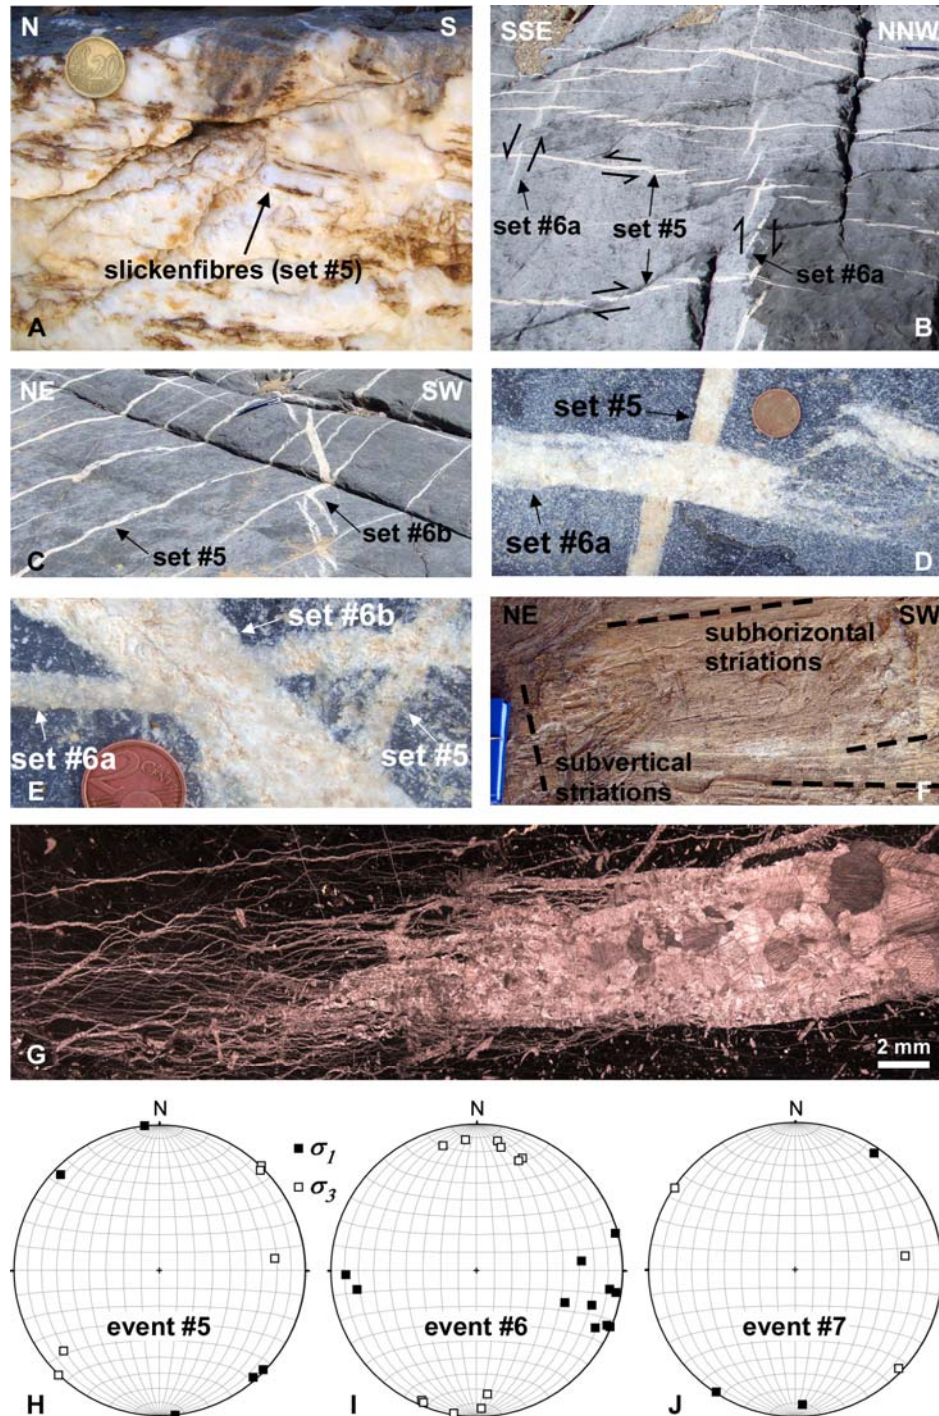 N
S
slickenfibres (set #5)
A
SSE
NNW
set #6a
set #5
set #6a
B
NE
SW
set #5
set #6b
C
set #5
set #6a
D
set #6b
set #6a
set #5
E
NE
SW
subhorizontal
striations
subvertical
striations
F
G
2 mm
N
σ1
σ3
event #5
H
N
event #6
I
N
event #7
J